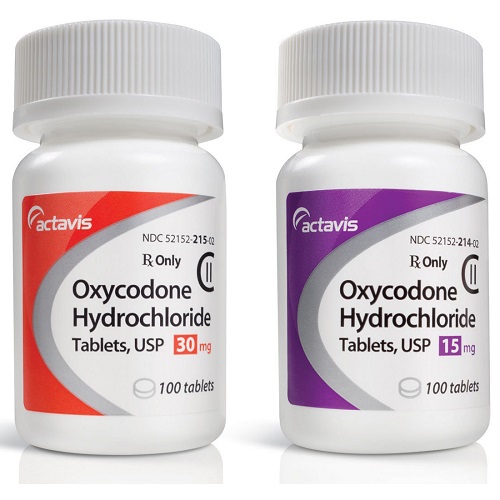 actavis
NDC 52152-215-02
℞ Only
CII
Oxycodone
Hydrochloride
Tablets, USP 30 mg
100 tablets
actavis
NDC 52152-214-02
℞ Only
CII
Oxycodone
Hydrochloride
Tablets, USP 15 mg
100 tablets